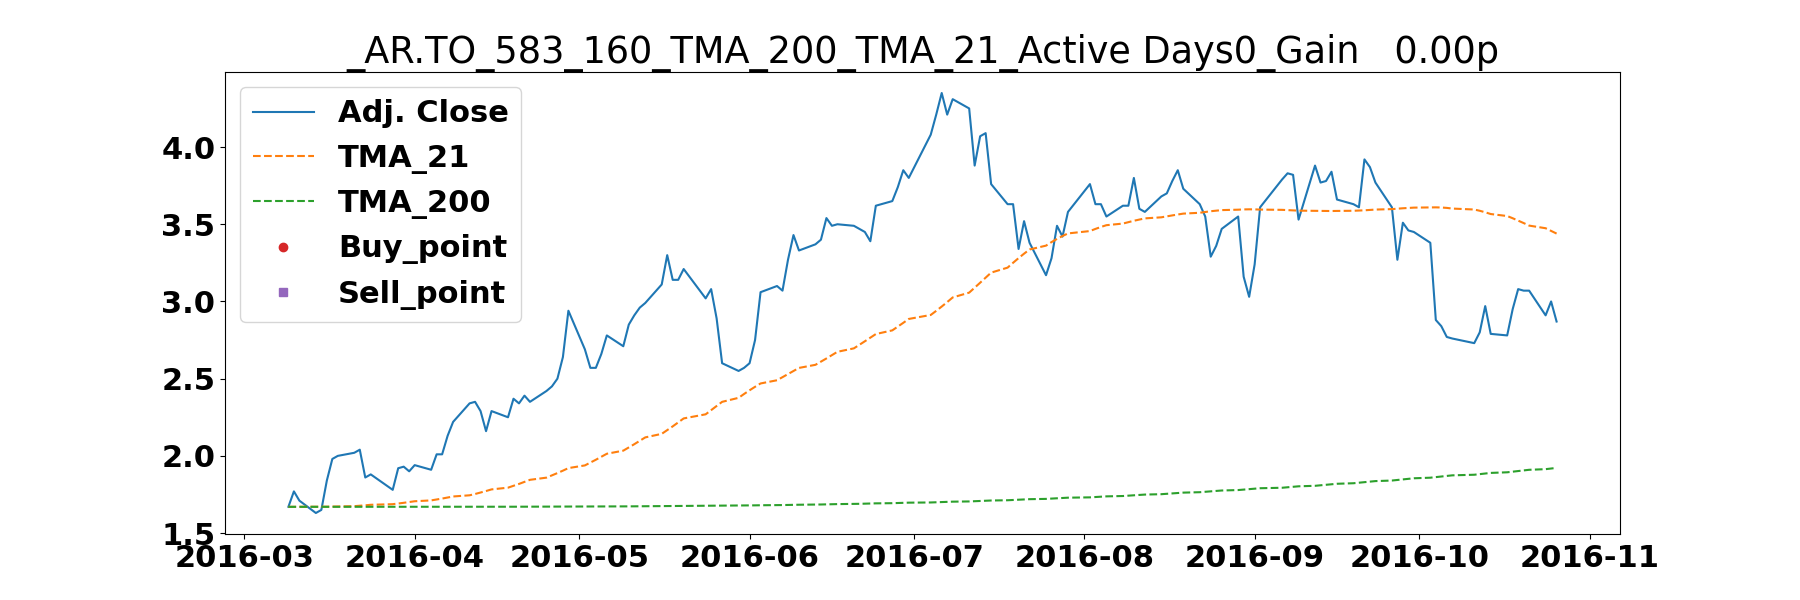 _AR.TO_583_160_TMA_200_TMA_21_Active Days0_Gain   0.00p
Adj. Close
TMA_21
TMA_200
Buy_point
Sell_point
4.0
3.5
3.0
2.5
2.0
1.5
2016-03 2016-04 2016-05 2016-06 2016-07 2016-08 2016-09 2016-10 2016-11